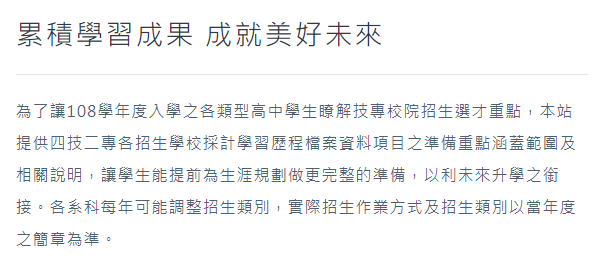 累積學習成果 成就美好未來
為了讓108學年度入學之各類型高中學生瞭解技專校院招生選才重點，本站
提供四技二專各招生學校採計學習歷程檔案資料項目之準備重點涵蓋範圍及
相關說明，讓學生能提前為生涯規劃做更完整的準備，以利未來升學之銜
接。各系科每年可能調整招生類別，實際招生作業方式及招生類別以當年度
之簡章為準。